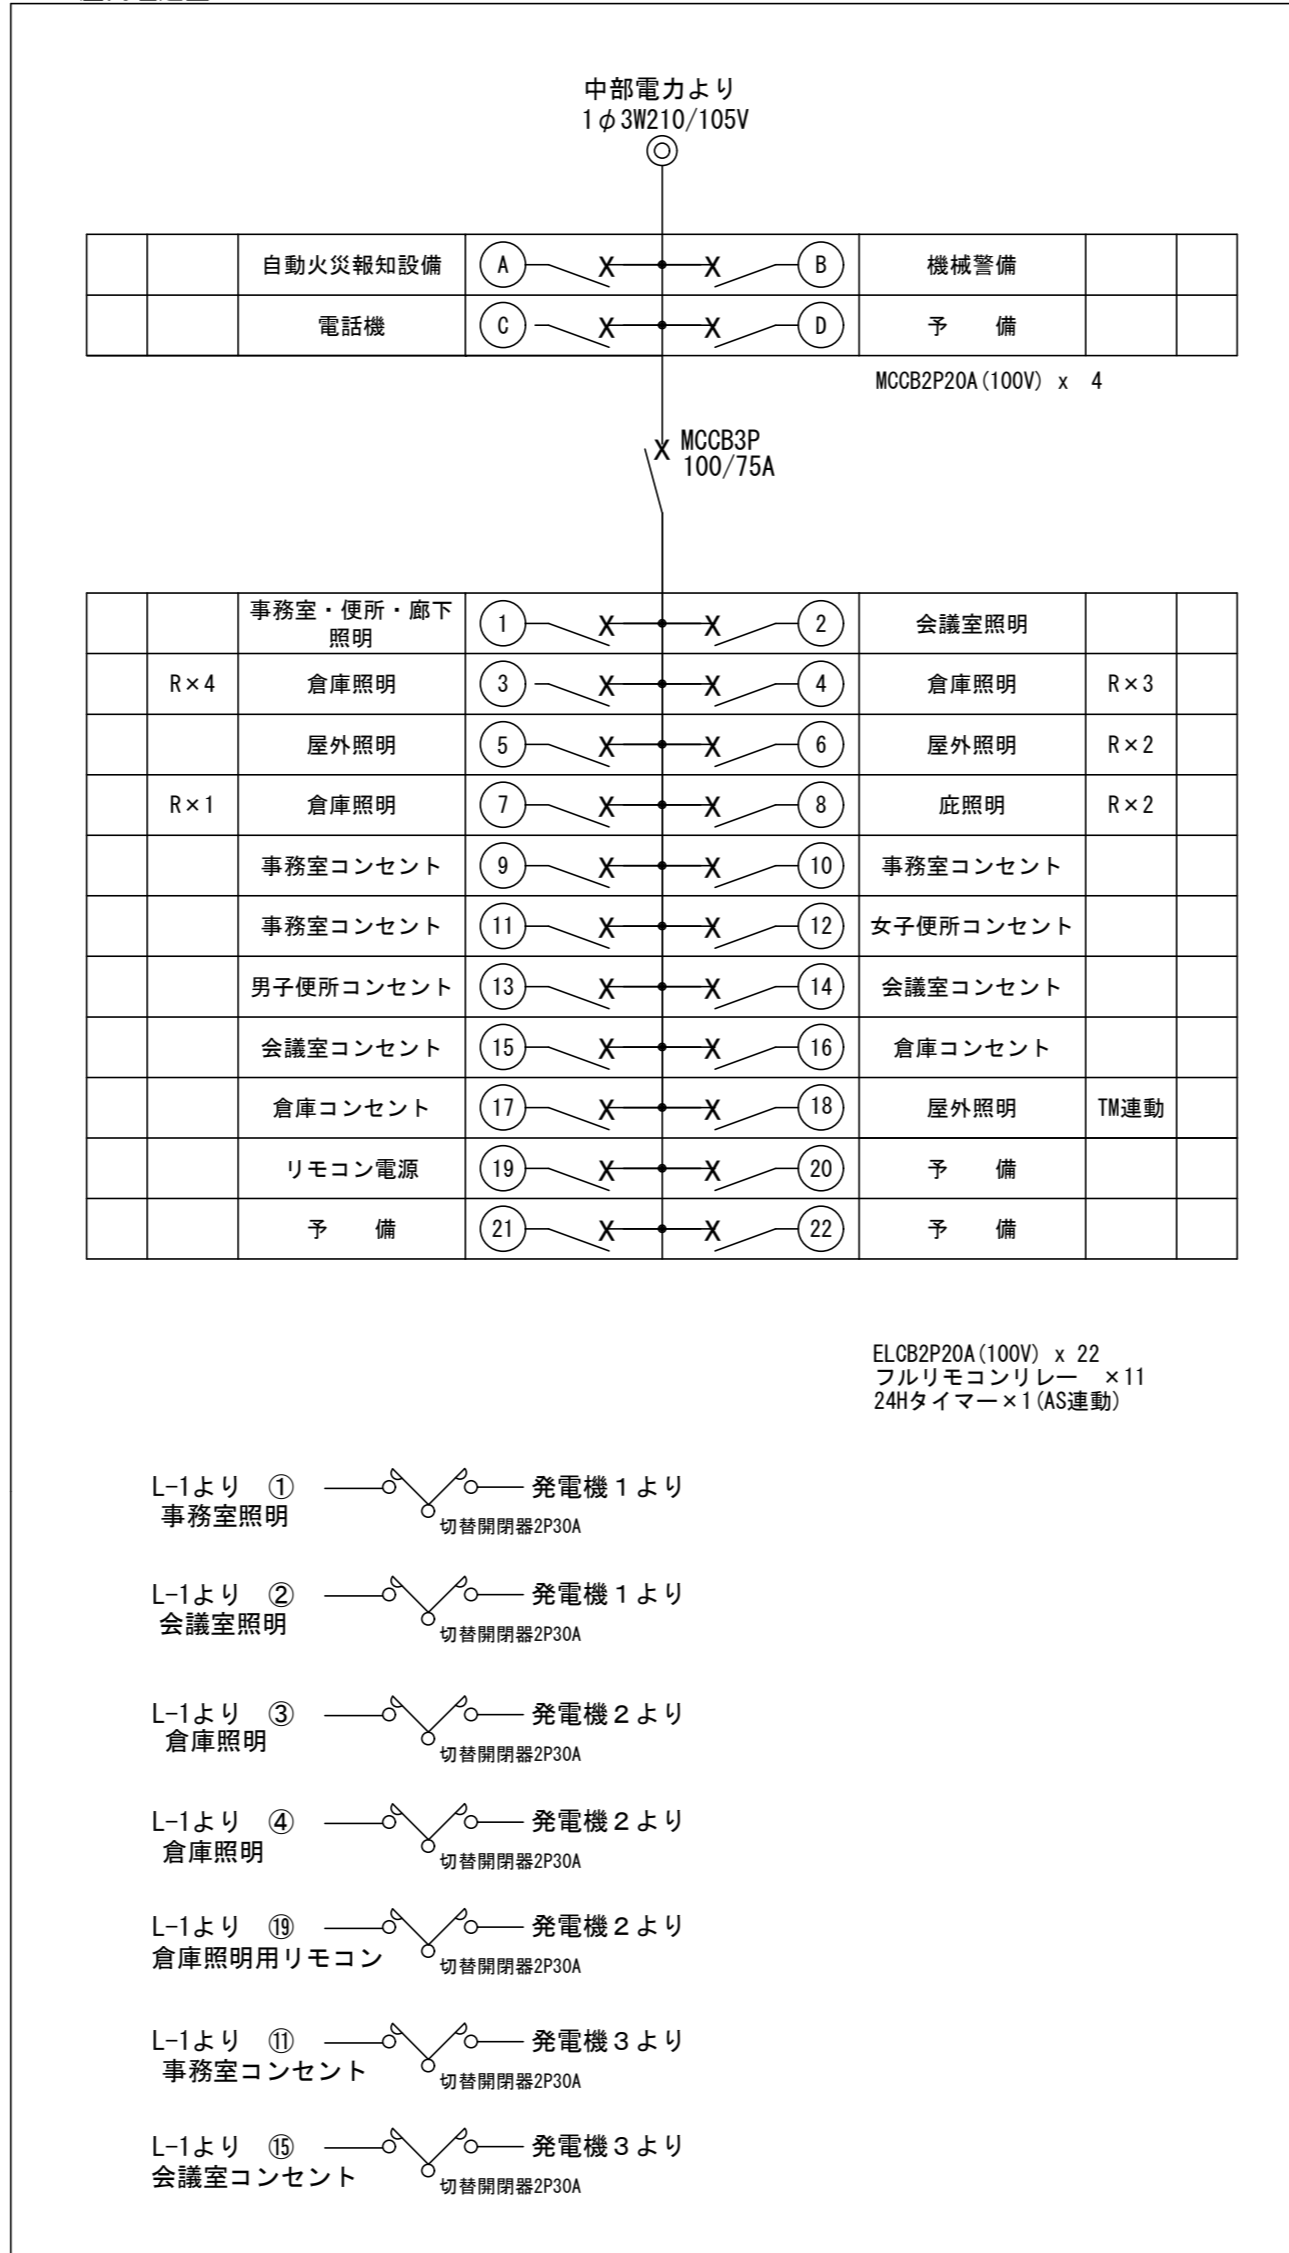 中部電力より
1φ3W210/105V
自動火災報知設備 A B 機械警備
電話機 C D 予　備
MCCB2P20A(100V) x 4
MCCB3P
100/75A
事務室・便所・廊下
照明 1 2 会議室照明
R×4 倉庫照明 3 4 倉庫照明 R×3
屋外照明 5 6 屋外照明 R×2
R×1 倉庫照明 7 8 庇照明 R×2
事務室コンセント 9 10 事務室コンセント
事務室コンセント 11 12 女子便所コンセント
男子便所コンセント 13 14 会議室コンセント
会議室コンセント 15 16 倉庫コンセント
倉庫コンセント 17 18 屋外照明 TM連動
リモコン電源 19 20 予　備
予　備 21 22 予　備
ELCB2P20A(100V) x 22
フルリモコンリレー　×11
24Hタイマー×1(AS連動)
L-1より ① 発電機１より
事務室照明
切替開閉器2P30A
L-1より ② 発電機１より
会議室照明
切替開閉器2P30A
L-1より ③ 発電機２より
倉庫照明
切替開閉器2P30A
L-1より ④ 発電機２より
倉庫照明
切替開閉器2P30A
L-1より ⑲ 発電機２より
倉庫照明用リモコン
切替開閉器2P30A
L-1より ⑪ 発電機３より
事務室コンセント
切替開閉器2P30A
L-1より ⑮ 発電機３より
会議室コンセント
切替開閉器2P30A